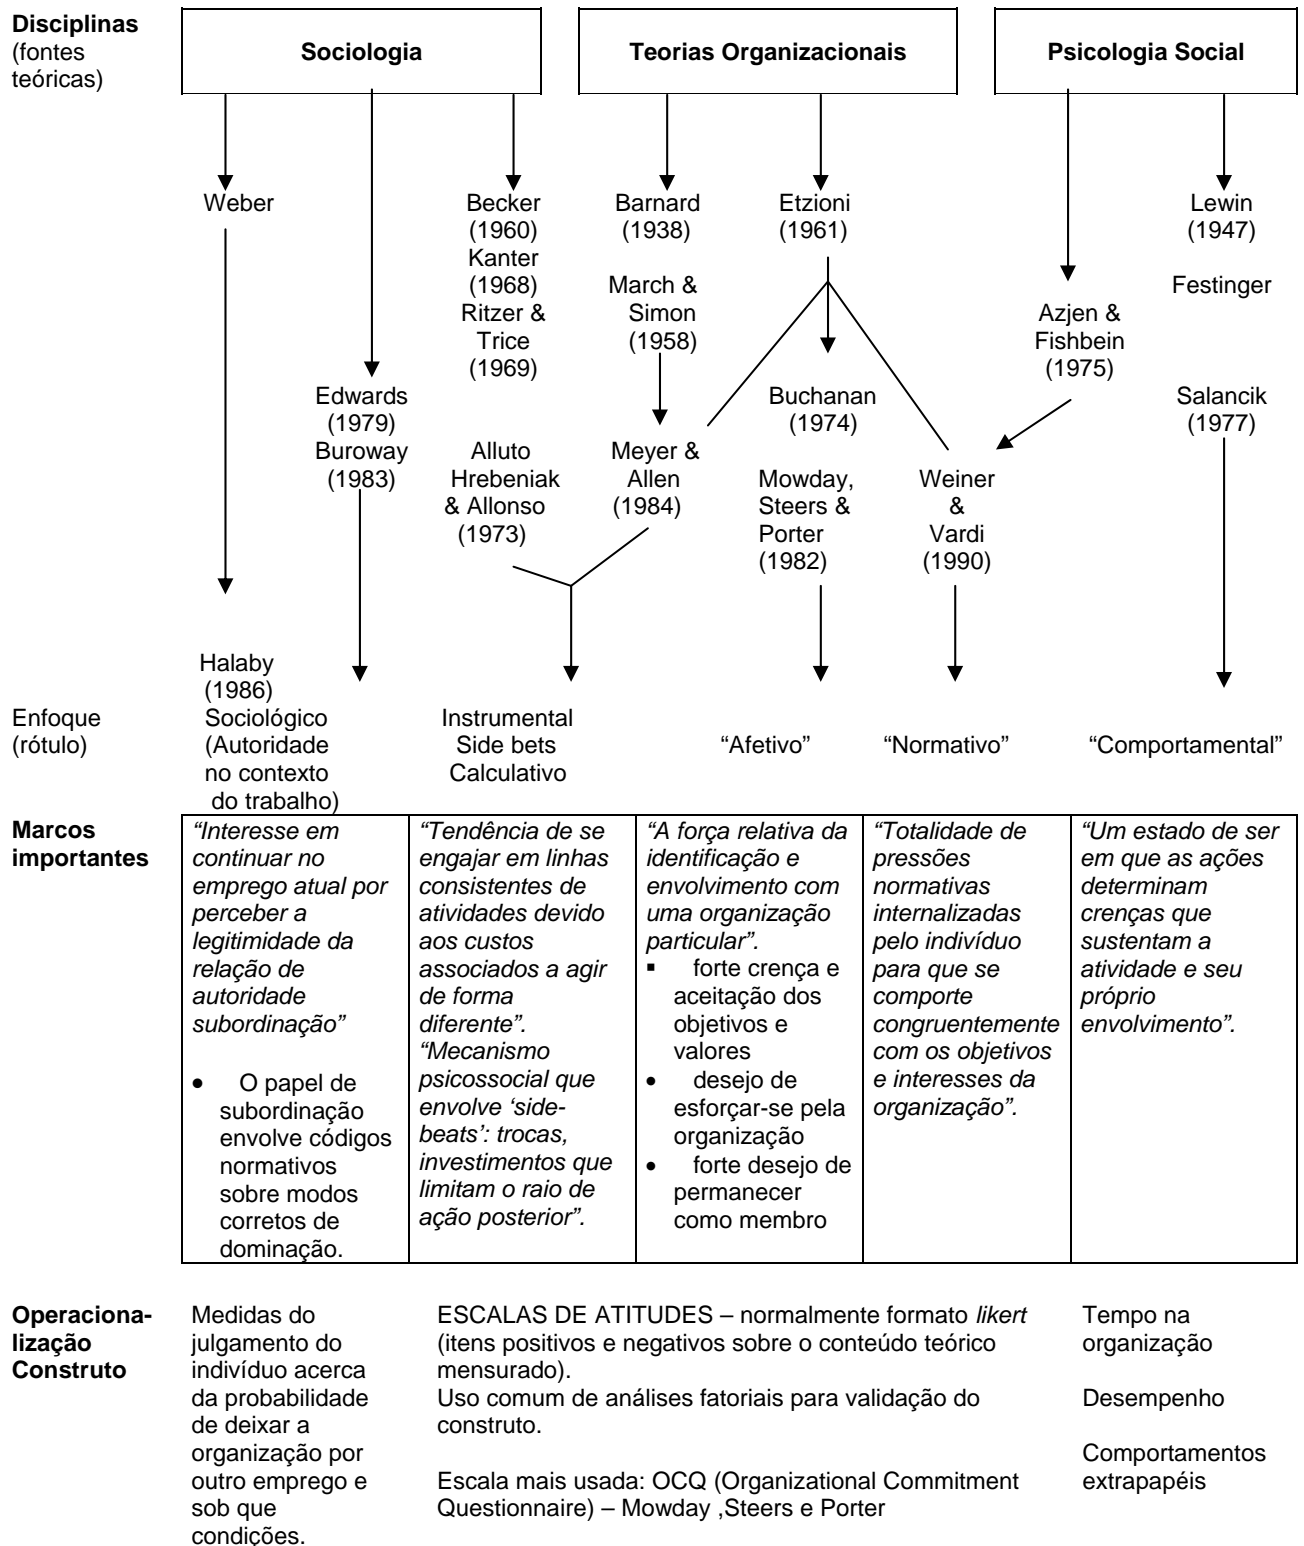 Disciplinas
(fontes
teóricas)
Sociologia
Teorias Organizacionais
Psicologia Social
Weber
Becker
(1960)
Kanter
(1968)
Ritzer &
Trice
(1969)
Barnard
(1938)
March &
Simon
(1958)
Etzioni
(1961)
Lewin
(1947)
Festinger
Azjen &
Fishbein
(1975)
Edwards
(1979)
Buroway
(1983)
Alluto
Hrebeniak
& Allonso
(1973)
Meyer &
Allen
(1984)
Buchanan
(1974)
Mowday,
Steers &
Porter
(1982)
Weiner
&
Vardi
(1990)
Salancik
(1977)
Halaby
(1986)
Enfoque
(rótulo)
Sociológico
(Autoridade
no contexto
do trabalho)
Instrumental
Side bets
Calculativo
“Afetivo”
“Normativo”
“Comportamental”
Marcos
importantes
“Interesse em
continuar no
emprego atual por
perceber a
legitimidade da
relação de
autoridade
subordinação”
• O papel de
subordinação
envolve códigos
normativos
sobre modos
corretos de
dominação.
“Tendência de se
engajar em linhas
consistentes de
atividades devido
aos custos
associados a agir
de forma
diferente”.
“Mecanismo
psicossocial que
envolve ‘side-
beats’: trocas,
investimentos que
limitam o raio de
ação posterior”.
“A força relativa da
identificação e
envolvimento com
uma organização
particular”.
▪ forte crença e
aceitação dos
objetivos e
valores
• desejo de
esforçar-se pela
organização
• forte desejo de
permanecer
como membro
“Totalidade de
pressões
normativas
internalizadas
pelo indivíduo
para que se
comporte
congruentemente
com os objetivos
e interesses da
organização”.
“Um estado de ser
em que as ações
determinam
crenças que
sustentam a
atividade e seu
próprio
envolvimento”.
Operaciona-
lização
Construto
Medidas do
julgamento do
indivíduo acerca
da probabilidade
de deixar a
organização por
outro emprego e
sob que
condições.
ESCALAS DE ATITUDES – normalmente formato likert
(itens positivos e negativos sobre o conteúdo teórico
mensurado).
Uso comum de análises fatoriais para validação do
construto.
Escala mais usada: OCQ (Organizational Commitment
Questionnaire) – Mowday ,Steers e Porter
Tempo na
organização
Desempenho
Comportamentos
extrapapéis